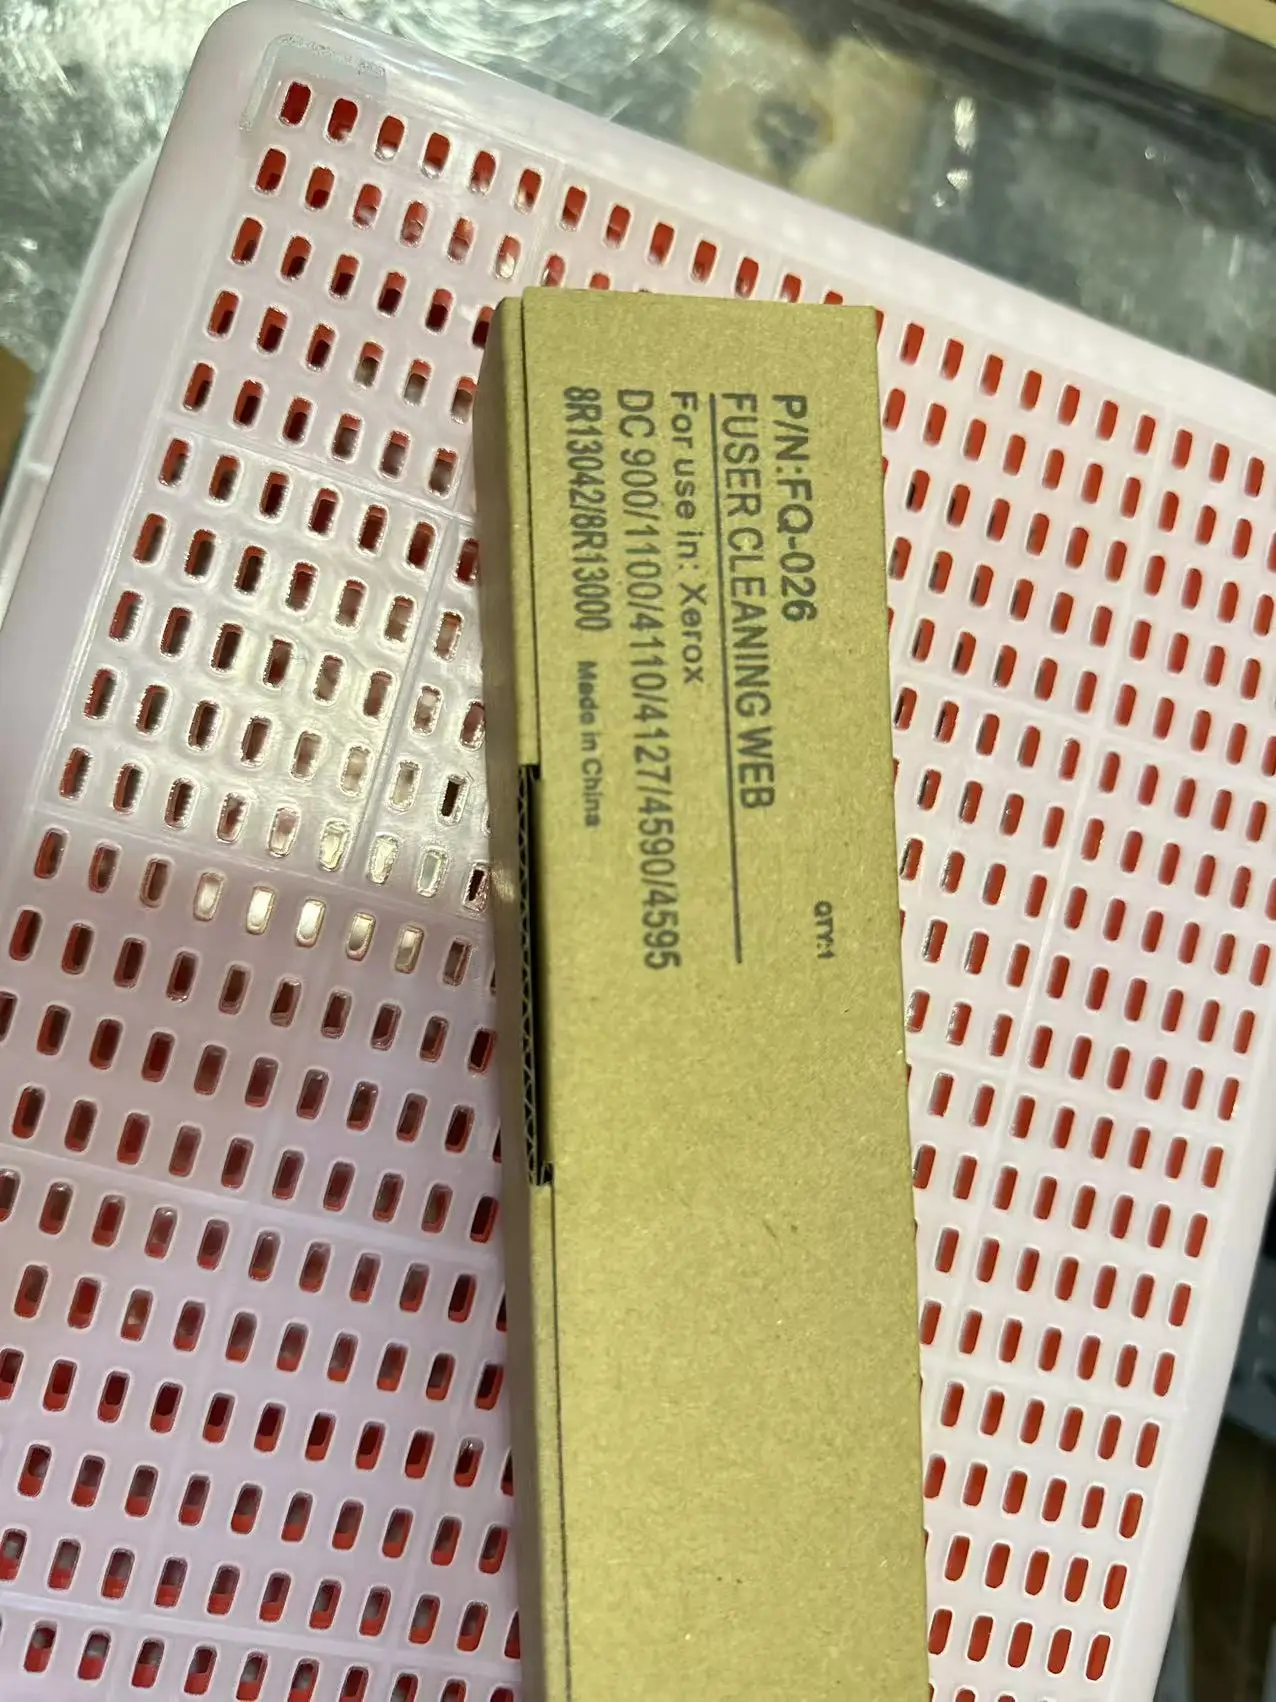 P/N:FQ-026
QTY:1
FUSER CLEANING WEB
For use in: Xerox
DC 900/1100/4110/4127/4590/4595
8R13042/8R13000 Made in China